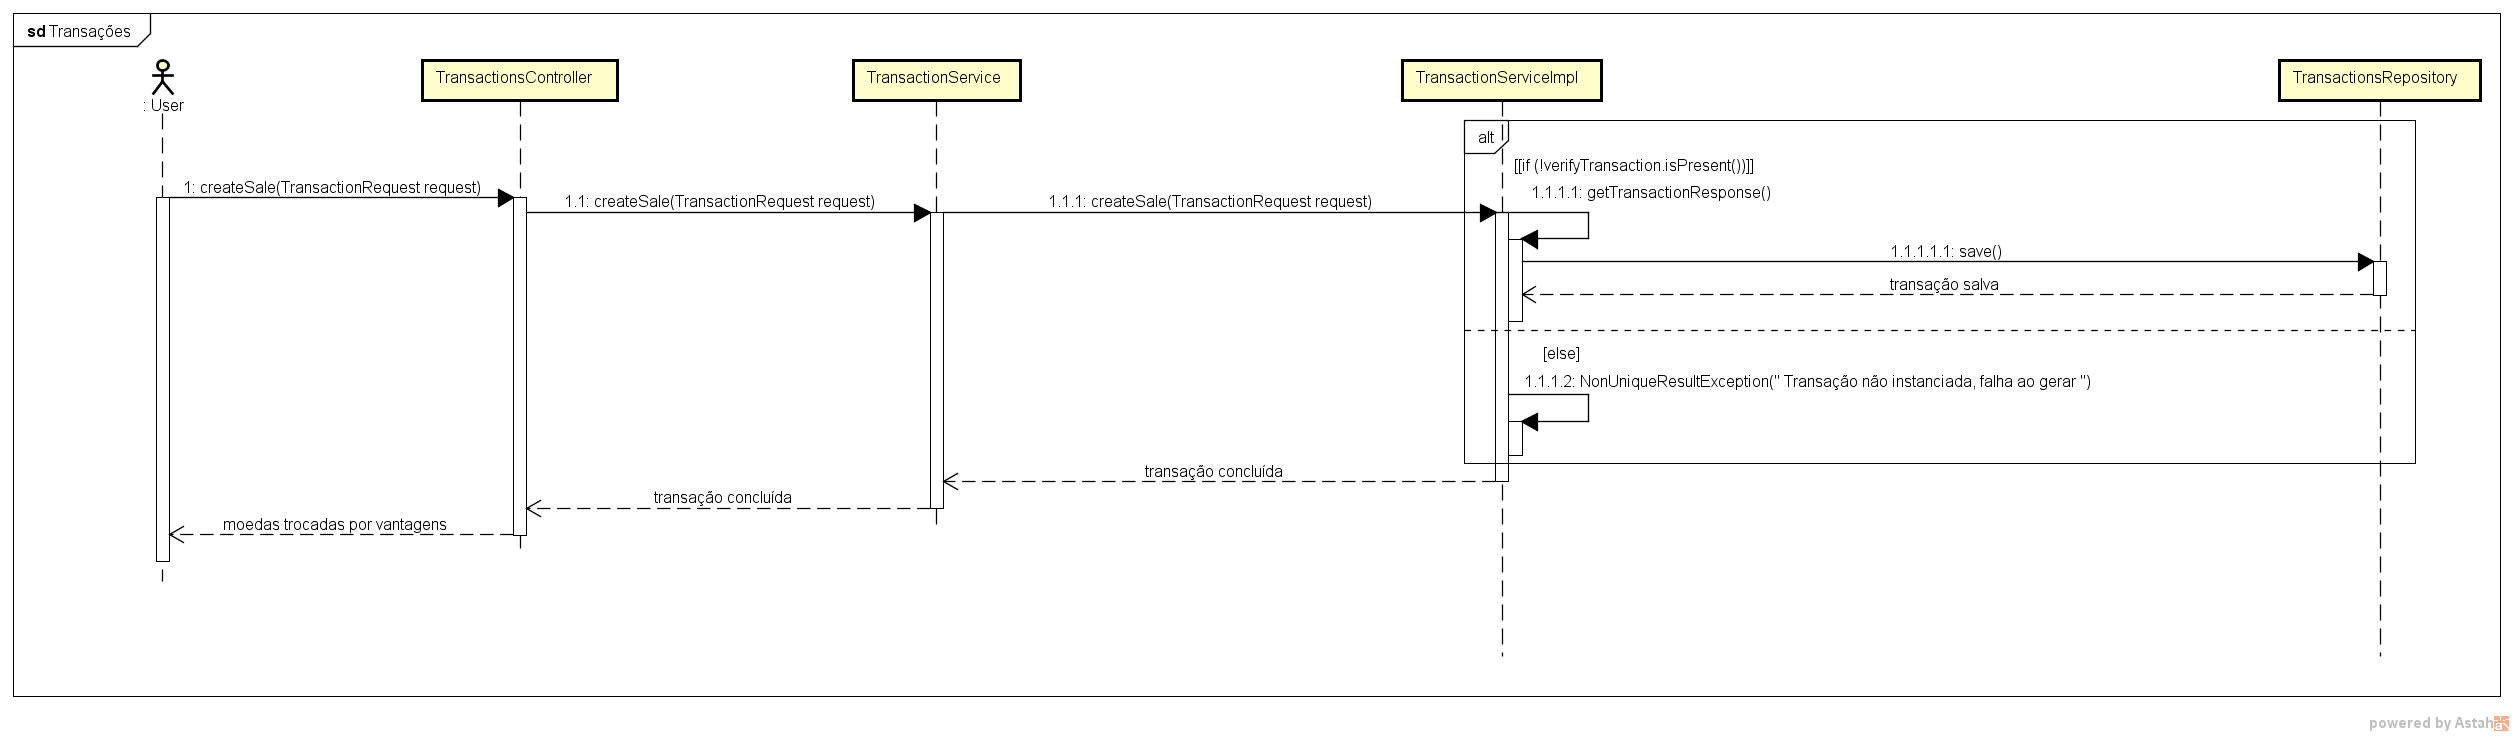 sd Transações
: User
TransactionsController
TransactionService
TransactionServiceImpl
TransactionsRepository
alt
[[if (!verifyTransaction.isPresent())]]
1: createSale(TransactionRequest request)
1.1: createSale(TransactionRequest request)
1.1.1: createSale(TransactionRequest request)
1.1.1.1: getTransactionResponse()
1.1.1.1.1: save()
transação salva
[else]
1.1.1.2: NonUniqueResultException(" Transação não instanciada, falha ao gerar ")
transação concluída
transação concluída
moedas trocadas por vantagens
powered by Astah